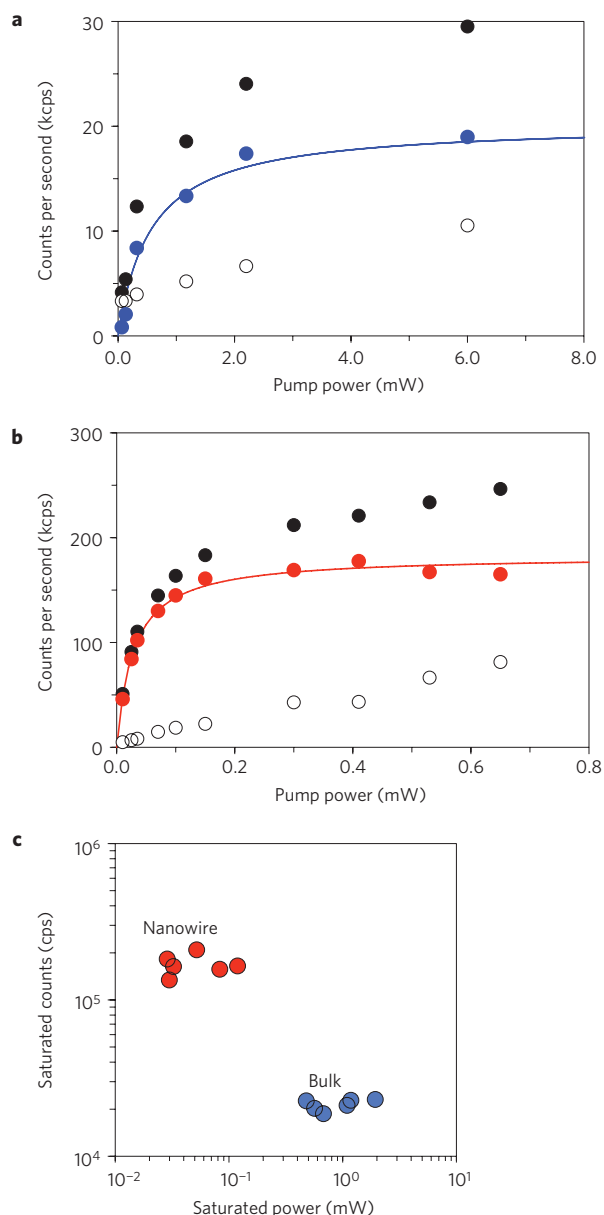 a
30
20
10
0
Counts per second (kcps)
0.0 2.0 4.0 6.0 8.0
Pump power (mW)
b
300
200
100
0
Counts per second (kcps)
0.0 0.2 0.4 0.6 0.8
Pump power (mW)
c
10⁶
10⁵
10⁴
Saturated counts (cps)
Nanowire
Bulk
10⁻² 10⁻¹ 10⁰ 10¹
Saturated power (mW)